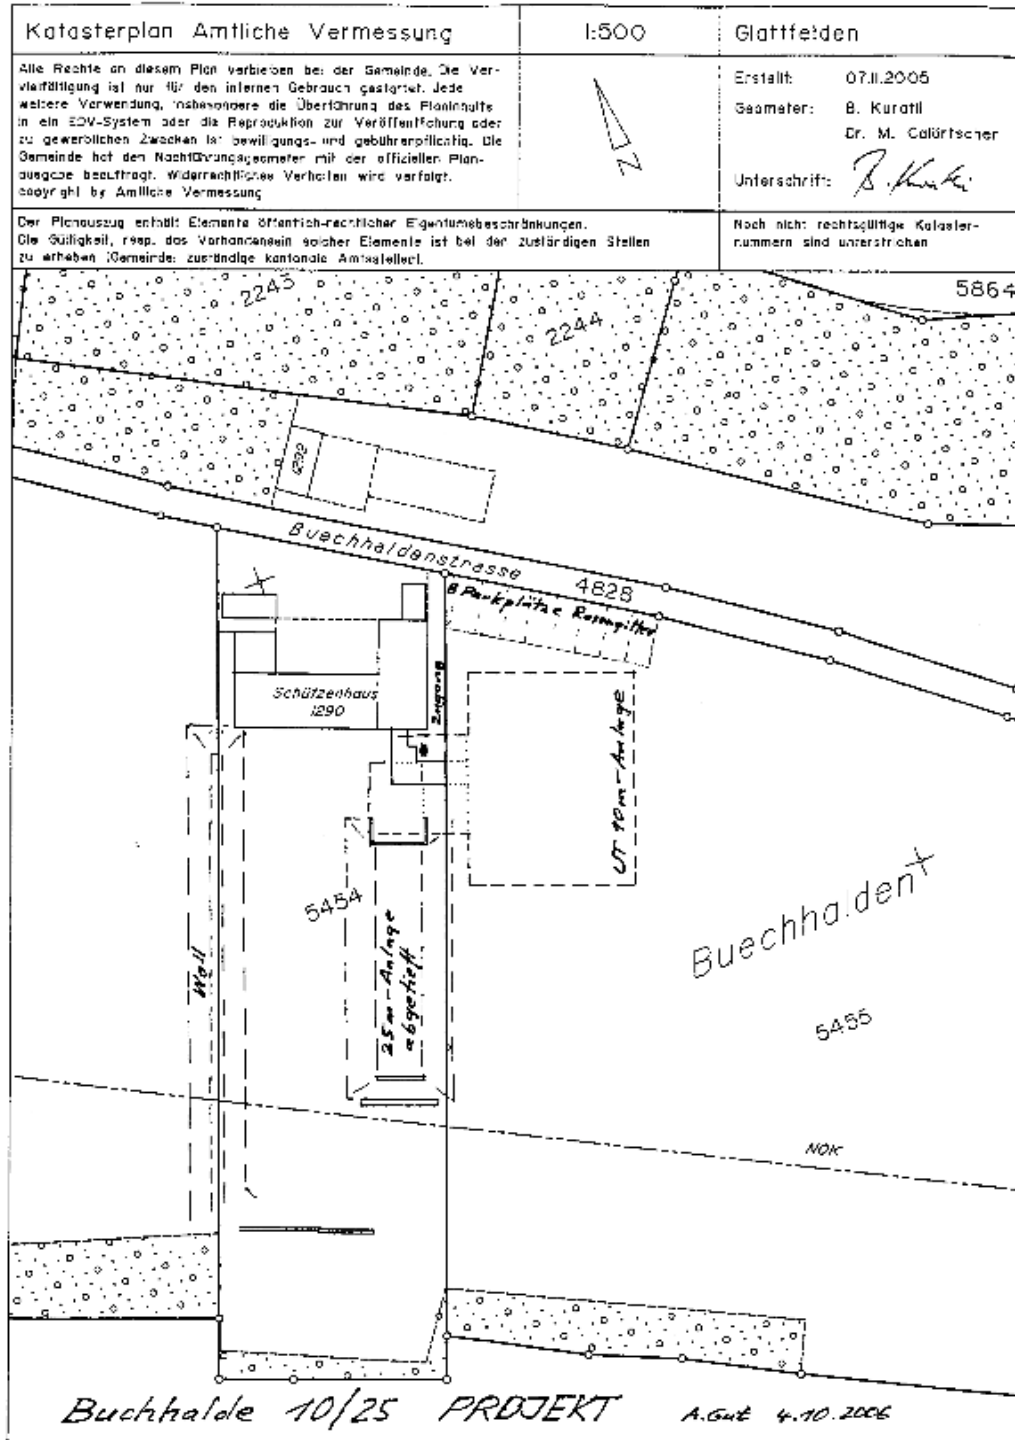 Katasterplan Amtliche Vermessung
1:500
Glattfelden
Alle Rechte an diesem Plan verbleiben bei der Gemeinde. Die Ver-
vielfältigung ist nur für den internen Gebrauch gestattet. Jede
weitere Verwendung, insbesondere die Überführung des Planinhalts
in ein EDV-System oder die Reproduktion zur Veröffentlichung oder
zu gewerblichen Zwecken ist bewilligungs- und gebührenpflichtig. Die
Gemeinde hat den Nachführungsgeometer mit der offiziellen Plan-
ausgabe beauftragt. Widerrechtliches Verhalten wird verfolgt.
copyright by Amtliche Vermessung
N
Erstellt: 07.11.2005
Geometer: B. Kuratli
Dr. M.
Unterschrift: B. Kuratli
Der Planauszug enthält Elemente öffentlich-rechtlicher Eigentumsbeschränkungen.
Die Gültigkeit, resp. das Vorhandensein solcher Elemente ist bei den zuständigen Stellen
zu erheben (Gemeinde; zuständige kantonale Amtsstellen).
Noch nicht rechtsgültige Kataster-
nummern sind unterstrichen
2243
2244
5864
1292
Buechhaldenstrasse
4828
8 Parkplätze Rasengitter
Schützenhaus
1290
Zugang
UT 10m-Anlage
5454
25m-Anlage
abgetieft
Wall
Buechhalden
5455
NOK
Buchhalde 10/25 PROJEKT
A.Gut 4.10.2006